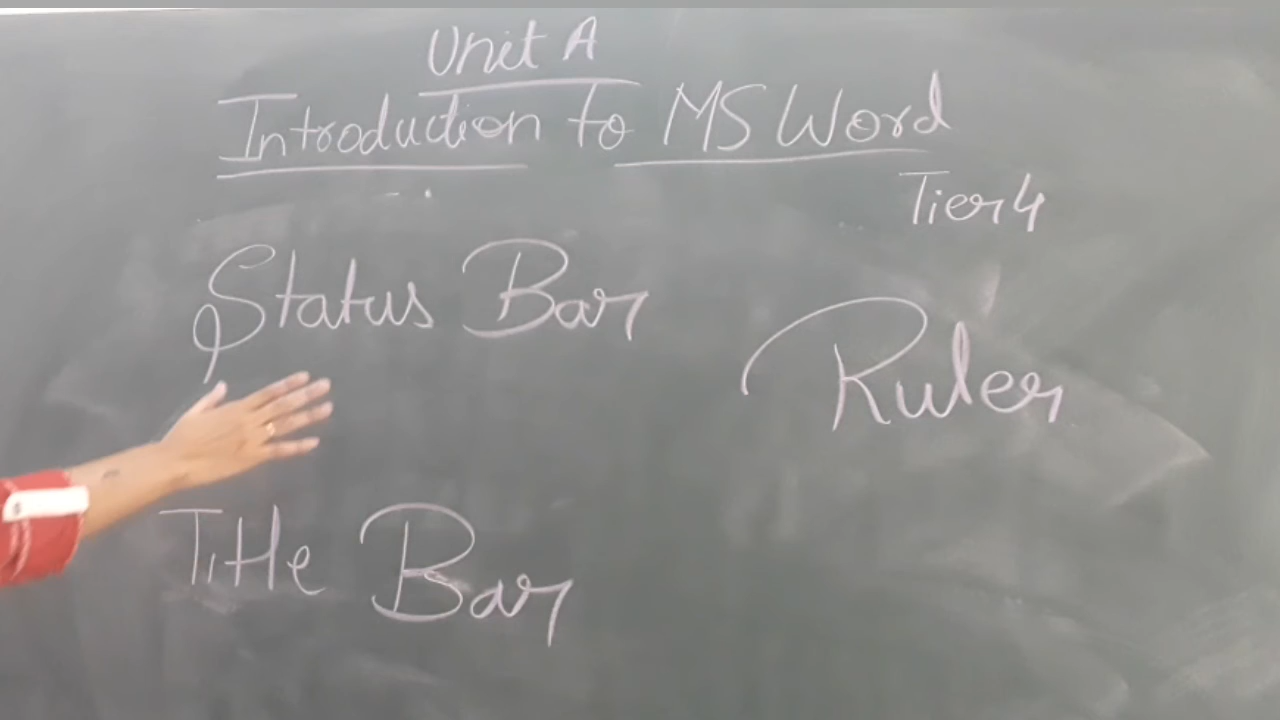 Unit A
Introduction to MS Word
Tier 4
Status Bar
Ruler
Title Bar